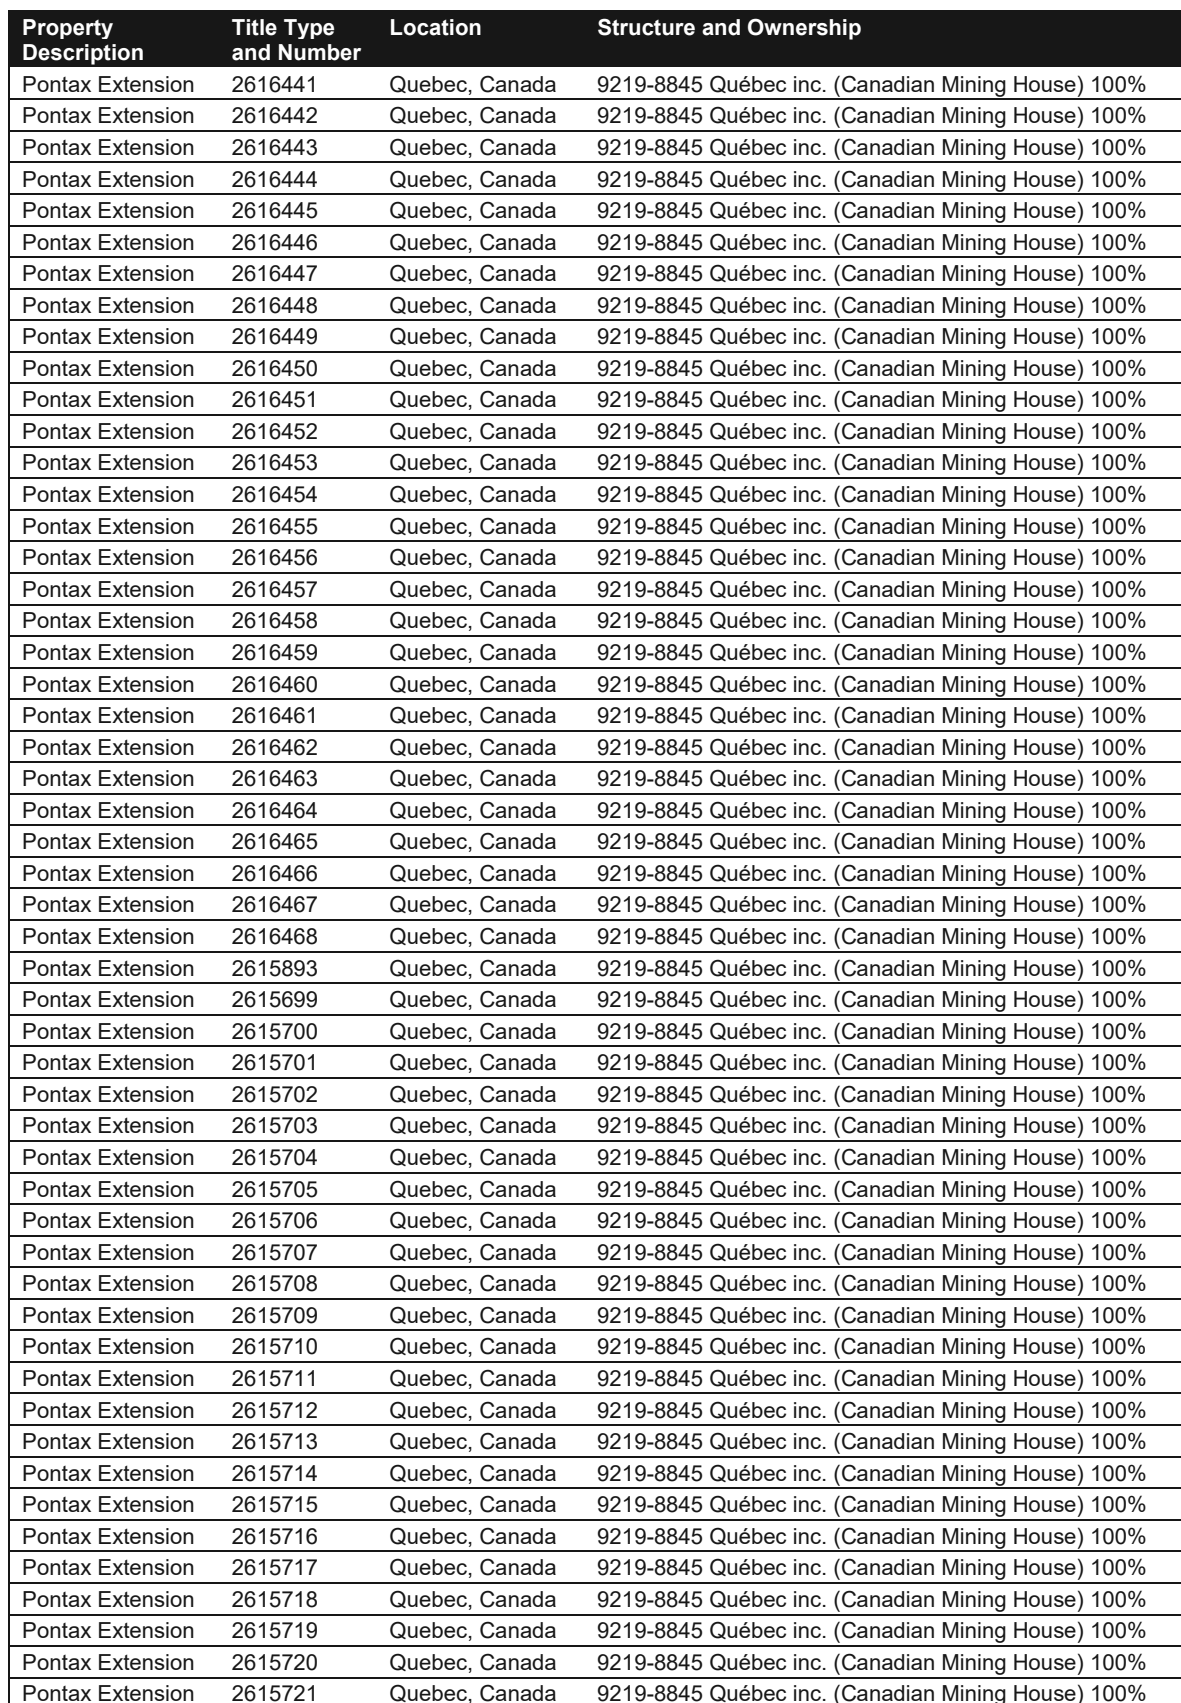 Property Description Title Type and Number Location Structure and Ownership
Pontax Extension 2616441 Quebec, Canada 9219-8845 Québec inc. (Canadian Mining House) 100%
Pontax Extension 2616442 Quebec, Canada 9219-8845 Québec inc. (Canadian Mining House) 100%
Pontax Extension 2616443 Quebec, Canada 9219-8845 Québec inc. (Canadian Mining House) 100%
Pontax Extension 2616444 Quebec, Canada 9219-8845 Québec inc. (Canadian Mining House) 100%
Pontax Extension 2616445 Quebec, Canada 9219-8845 Québec inc. (Canadian Mining House) 100%
Pontax Extension 2616446 Quebec, Canada 9219-8845 Québec inc. (Canadian Mining House) 100%
Pontax Extension 2616447 Quebec, Canada 9219-8845 Québec inc. (Canadian Mining House) 100%
Pontax Extension 2616448 Quebec, Canada 9219-8845 Québec inc. (Canadian Mining House) 100%
Pontax Extension 2616449 Quebec, Canada 9219-8845 Québec inc. (Canadian Mining House) 100%
Pontax Extension 2616450 Quebec, Canada 9219-8845 Québec inc. (Canadian Mining House) 100%
Pontax Extension 2616451 Quebec, Canada 9219-8845 Québec inc. (Canadian Mining House) 100%
Pontax Extension 2616452 Quebec, Canada 9219-8845 Québec inc. (Canadian Mining House) 100%
Pontax Extension 2616453 Quebec, Canada 9219-8845 Québec inc. (Canadian Mining House) 100%
Pontax Extension 2616454 Quebec, Canada 9219-8845 Québec inc. (Canadian Mining House) 100%
Pontax Extension 2616455 Quebec, Canada 9219-8845 Québec inc. (Canadian Mining House) 100%
Pontax Extension 2616456 Quebec, Canada 9219-8845 Québec inc. (Canadian Mining House) 100%
Pontax Extension 2616457 Quebec, Canada 9219-8845 Québec inc. (Canadian Mining House) 100%
Pontax Extension 2616458 Quebec, Canada 9219-8845 Québec inc. (Canadian Mining House) 100%
Pontax Extension 2616459 Quebec, Canada 9219-8845 Québec inc. (Canadian Mining House) 100%
Pontax Extension 2616460 Quebec, Canada 9219-8845 Québec inc. (Canadian Mining House) 100%
Pontax Extension 2616461 Quebec, Canada 9219-8845 Québec inc. (Canadian Mining House) 100%
Pontax Extension 2616462 Quebec, Canada 9219-8845 Québec inc. (Canadian Mining House) 100%
Pontax Extension 2616463 Quebec, Canada 9219-8845 Québec inc. (Canadian Mining House) 100%
Pontax Extension 2616464 Quebec, Canada 9219-8845 Québec inc. (Canadian Mining House) 100%
Pontax Extension 2616465 Quebec, Canada 9219-8845 Québec inc. (Canadian Mining House) 100%
Pontax Extension 2616466 Quebec, Canada 9219-8845 Québec inc. (Canadian Mining House) 100%
Pontax Extension 2616467 Quebec, Canada 9219-8845 Québec inc. (Canadian Mining House) 100%
Pontax Extension 2616468 Quebec, Canada 9219-8845 Québec inc. (Canadian Mining House) 100%
Pontax Extension 2615893 Quebec, Canada 9219-8845 Québec inc. (Canadian Mining House) 100%
Pontax Extension 2615699 Quebec, Canada 9219-8845 Québec inc. (Canadian Mining House) 100%
Pontax Extension 2615700 Quebec, Canada 9219-8845 Québec inc. (Canadian Mining House) 100%
Pontax Extension 2615701 Quebec, Canada 9219-8845 Québec inc. (Canadian Mining House) 100%
Pontax Extension 2615702 Quebec, Canada 9219-8845 Québec inc. (Canadian Mining House) 100%
Pontax Extension 2615703 Quebec, Canada 9219-8845 Québec inc. (Canadian Mining House) 100%
Pontax Extension 2615704 Quebec, Canada 9219-8845 Québec inc. (Canadian Mining House) 100%
Pontax Extension 2615705 Quebec, Canada 9219-8845 Québec inc. (Canadian Mining House) 100%
Pontax Extension 2615706 Quebec, Canada 9219-8845 Québec inc. (Canadian Mining House) 100%
Pontax Extension 2615707 Quebec, Canada 9219-8845 Québec inc. (Canadian Mining House) 100%
Pontax Extension 2615708 Quebec, Canada 9219-8845 Québec inc. (Canadian Mining House) 100%
Pontax Extension 2615709 Quebec, Canada 9219-8845 Québec inc. (Canadian Mining House) 100%
Pontax Extension 2615710 Quebec, Canada 9219-8845 Québec inc. (Canadian Mining House) 100%
Pontax Extension 2615711 Quebec, Canada 9219-8845 Québec inc. (Canadian Mining House) 100%
Pontax Extension 2615712 Quebec, Canada 9219-8845 Québec inc. (Canadian Mining House) 100%
Pontax Extension 2615713 Quebec, Canada 9219-8845 Québec inc. (Canadian Mining House) 100%
Pontax Extension 2615714 Quebec, Canada 9219-8845 Québec inc. (Canadian Mining House) 100%
Pontax Extension 2615715 Quebec, Canada 9219-8845 Québec inc. (Canadian Mining House) 100%
Pontax Extension 2615716 Quebec, Canada 9219-8845 Québec inc. (Canadian Mining House) 100%
Pontax Extension 2615717 Quebec, Canada 9219-8845 Québec inc. (Canadian Mining House) 100%
Pontax Extension 2615718 Quebec, Canada 9219-8845 Québec inc. (Canadian Mining House) 100%
Pontax Extension 2615719 Quebec, Canada 9219-8845 Québec inc. (Canadian Mining House) 100%
Pontax Extension 2615720 Quebec, Canada 9219-8845 Québec inc. (Canadian Mining House) 100%
Pontax Extension 2615721 Quebec, Canada 9219-8845 Québec inc. (Canadian Mining House) 100%